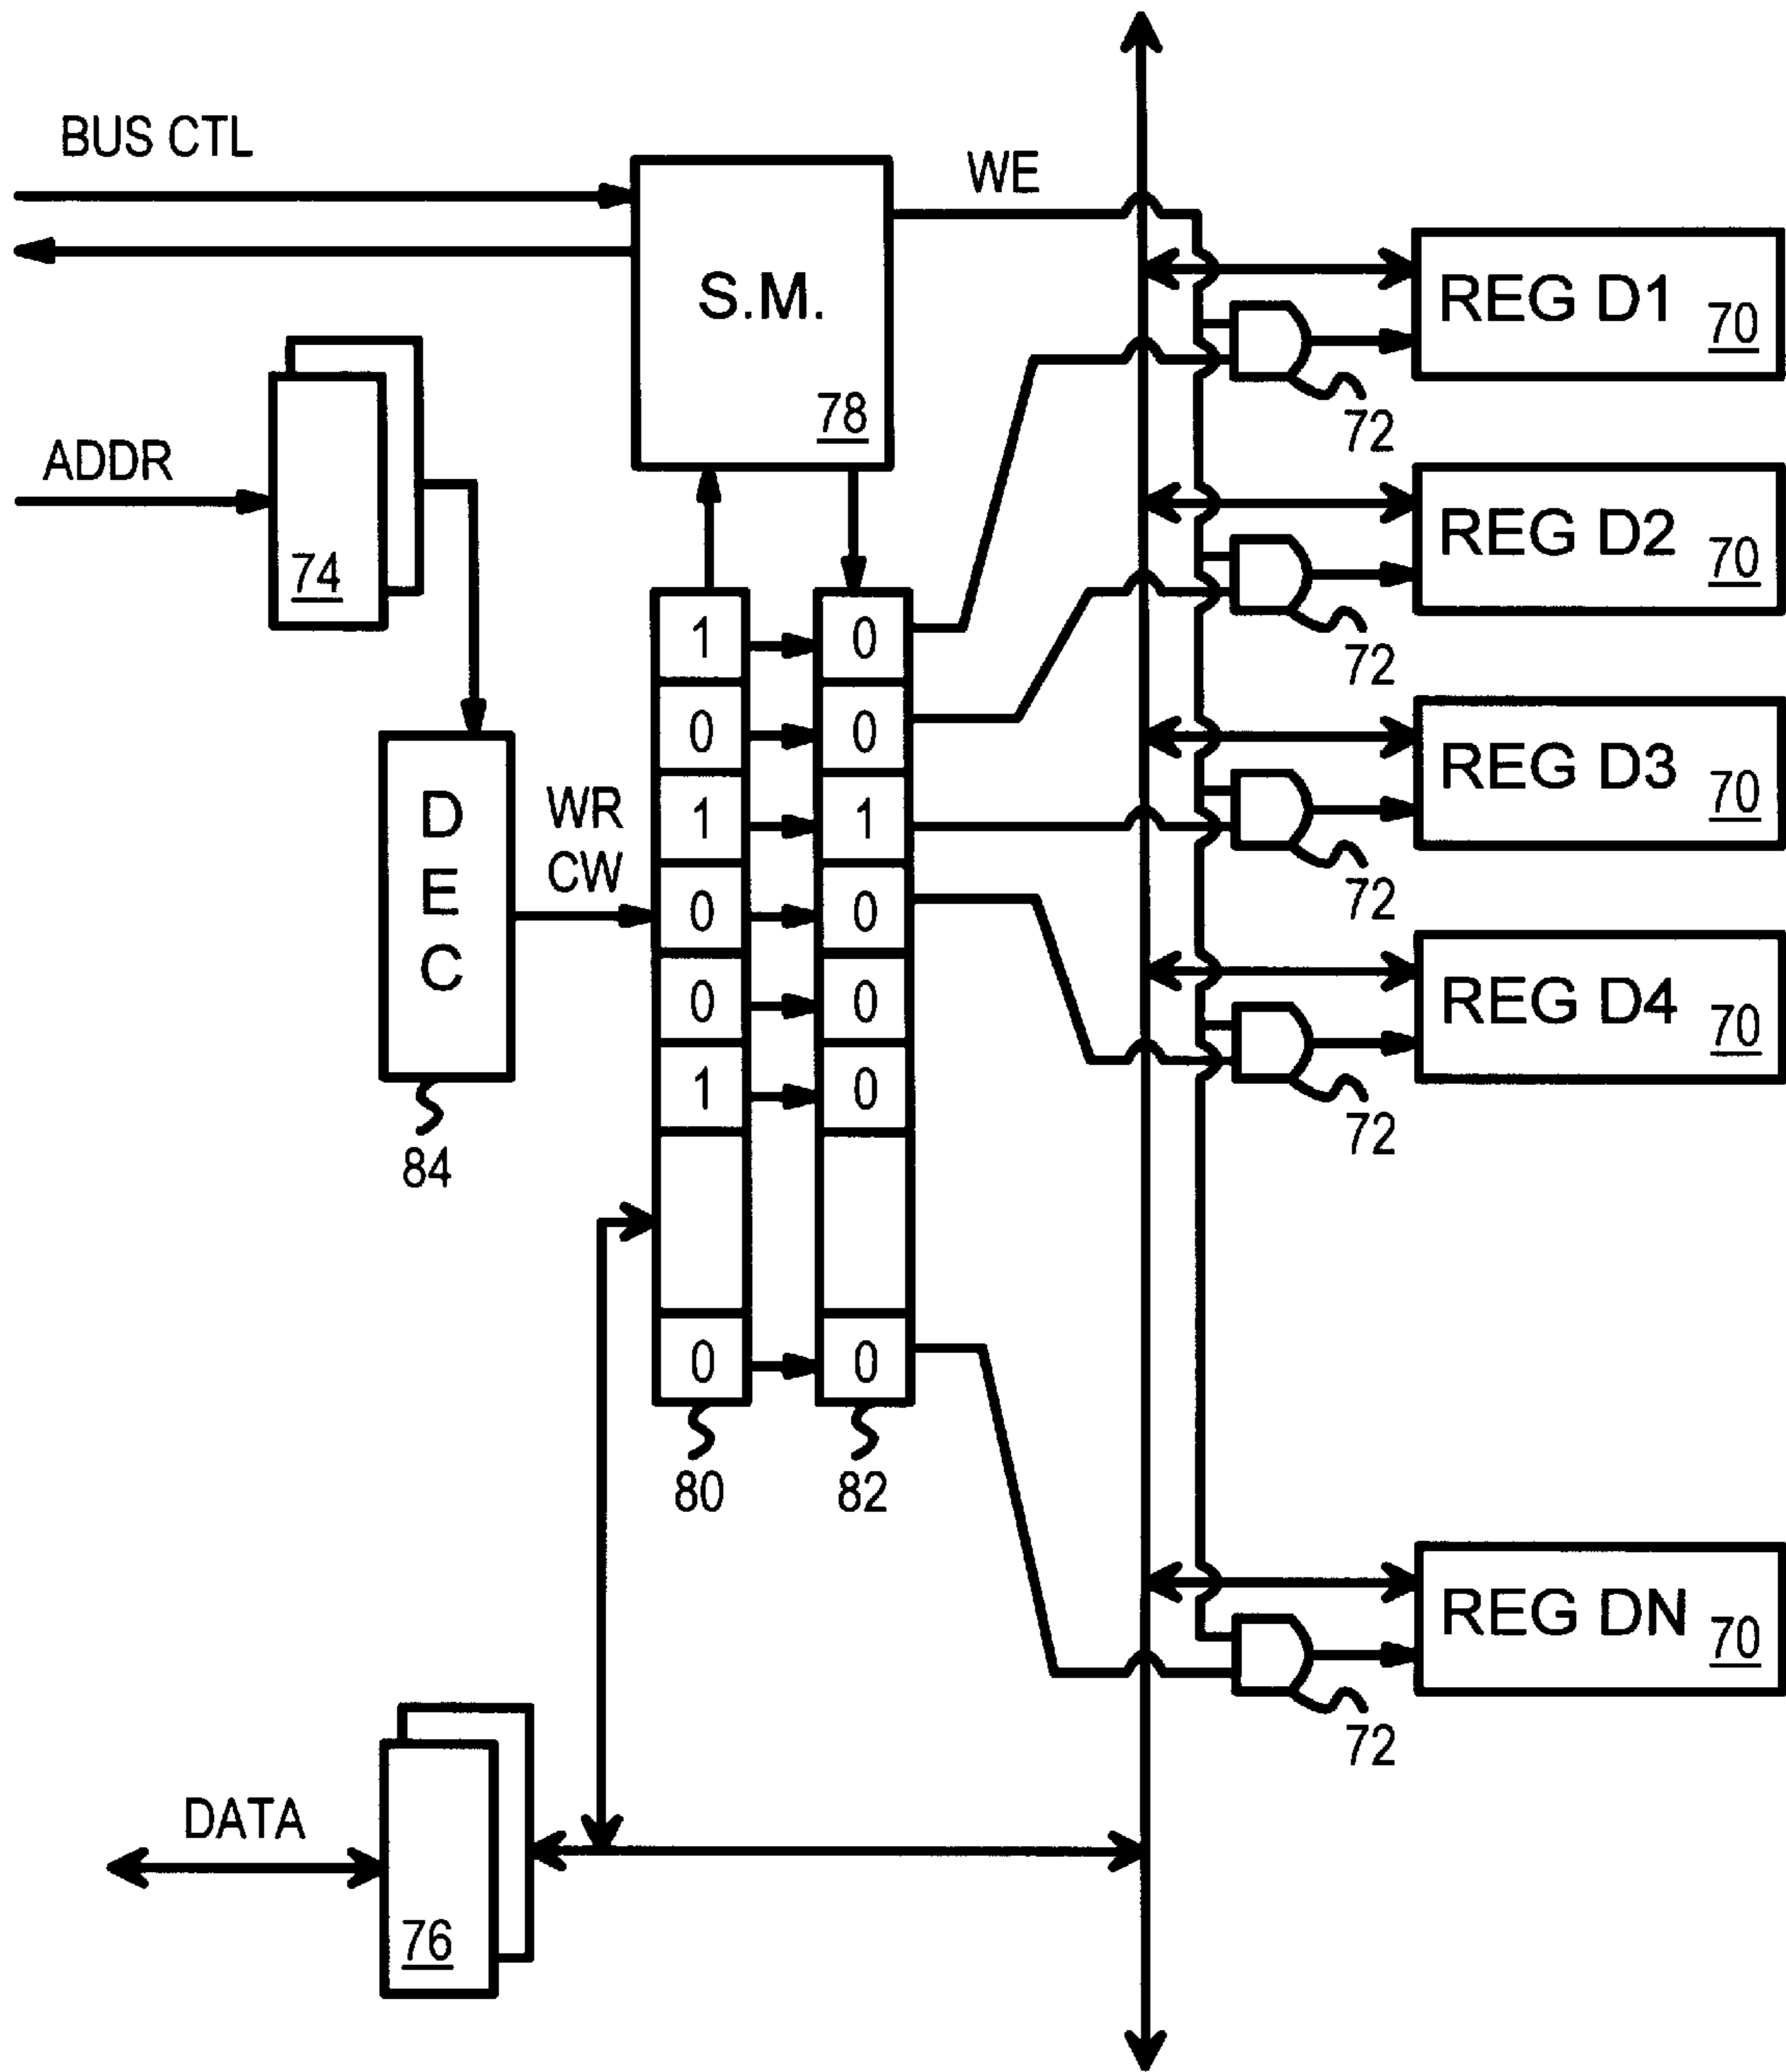 BUS CTL
WE
S.M.
78
REG D1 70
72
ADDR
74
REG D2 70
72
1 0
0 0
1 1
0 0
0 0
1 0
0 0
REG D3 70
72
D
E
C
WR
CW
84
REG D4 70
72
80
82
REG DN 70
72
DATA
76